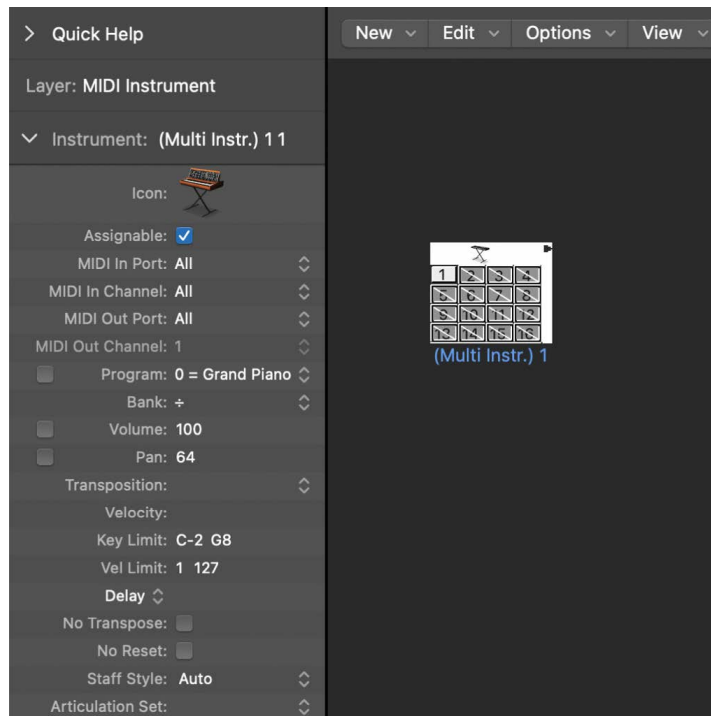 Quick Help
New Edit Options View
Layer: MIDI Instrument
Instrument: (Multi Instr.) 1 1
Icon:
Assignable:
MIDI In Port: All
MIDI In Channel: All
MIDI Out Port: All
MIDI Out Channel: 1
Program: 0 = Grand Piano
Bank: ÷
Volume: 100
Pan: 64
Transposition:
Velocity:
Key Limit: C-2 G8
Vel Limit: 1 127
Delay
No Transpose:
No Reset:
Staff Style: Auto
Articulation Set:
1 2 3 4
5 6 7 8
9 10 11 12
13 14 15 16
(Multi Instr.) 1